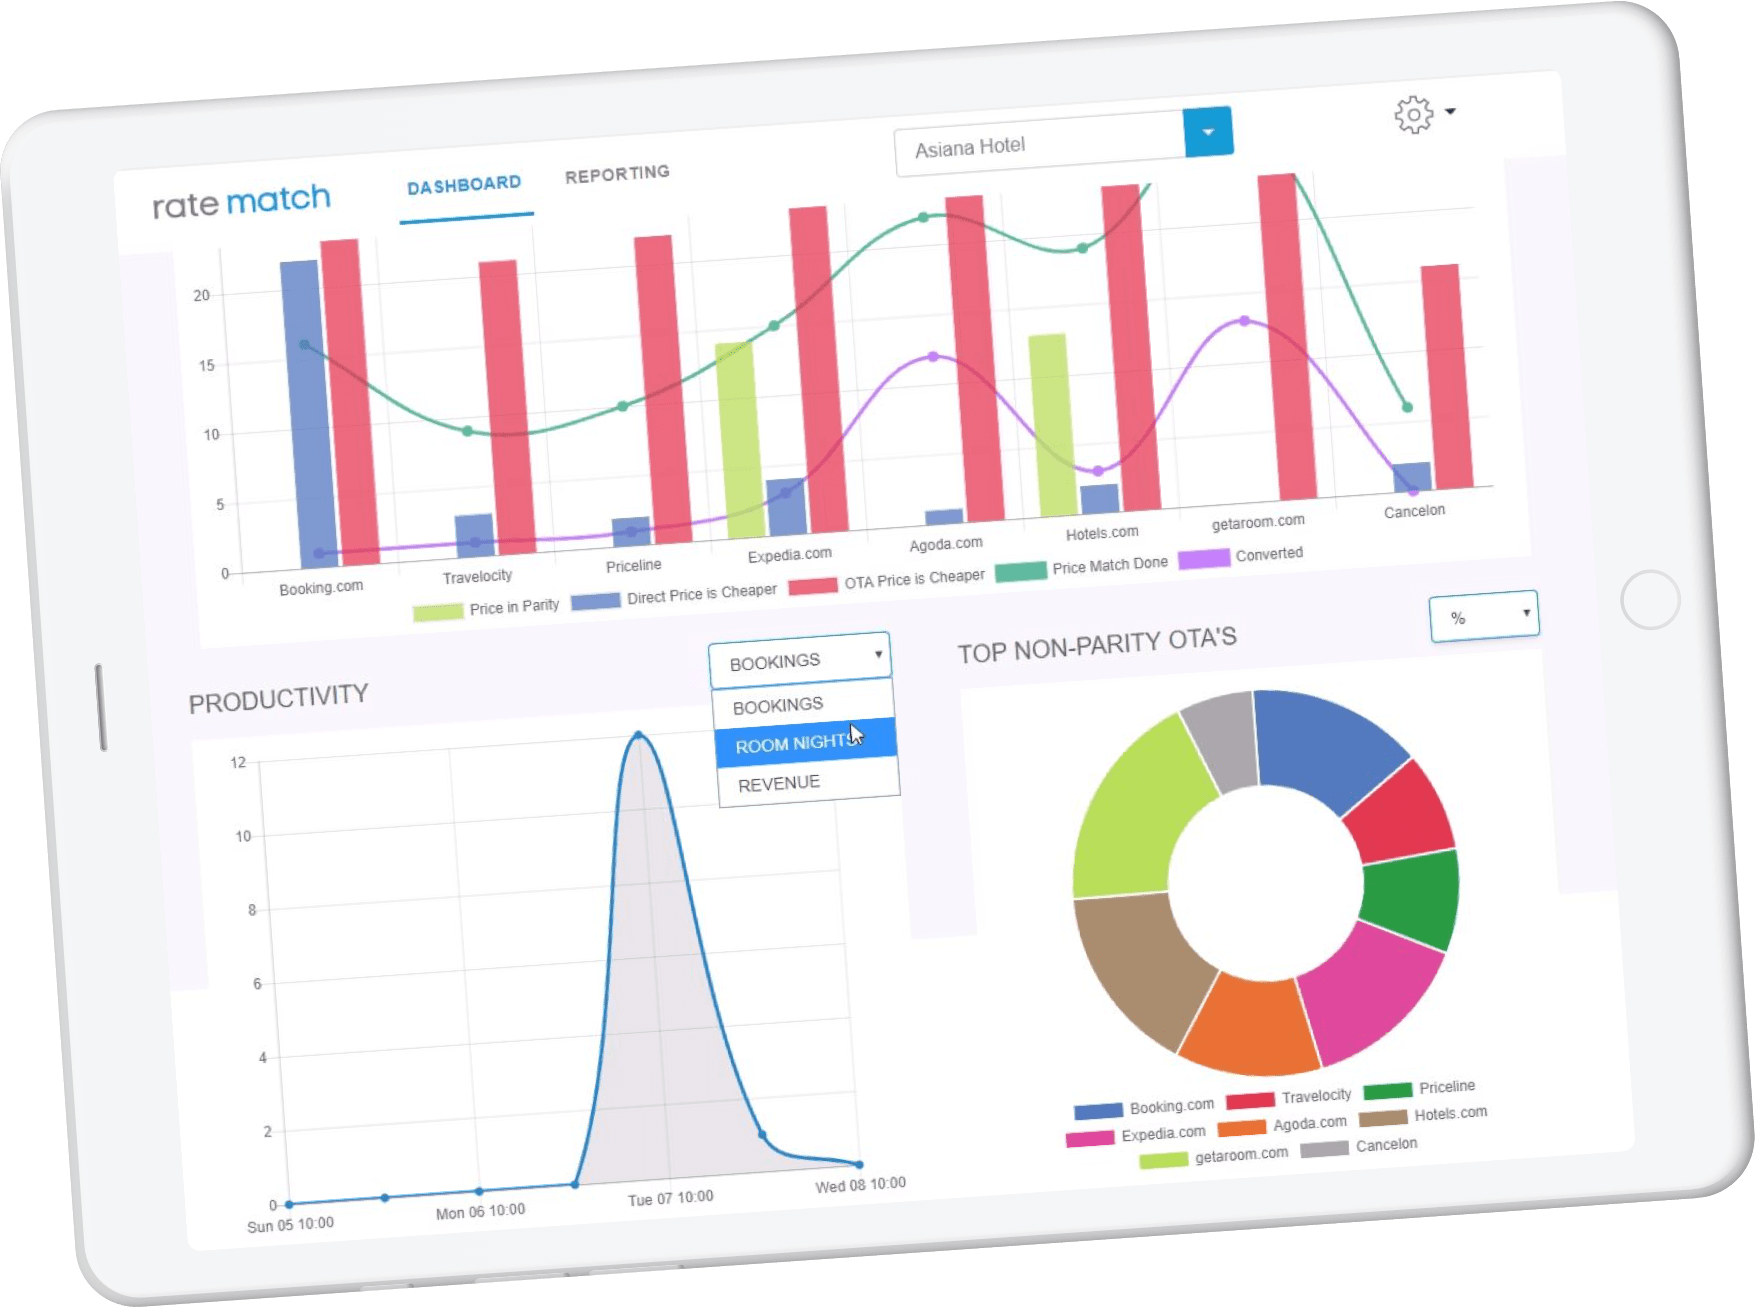 rate match
DASHBOARD
REPORTING
Asiana Hotel
20
15
10
5
0
Booking.com
Travelocity
Priceline
Expedia.com
Agoda.com
Hotels.com
getaroom.com
Cancelon
Price in Parity
Direct Price is Cheaper
OTA Price is Cheaper
Price Match Done
Converted
PRODUCTIVITY
BOOKINGS
BOOKINGS
ROOM NIGHTS
REVENUE
12
10
8
6
4
2
0
Sun 05 10:00
Mon 06 10:00
Tue 07 10:00
Wed 08 10:00
TOP NON-PARITY OTA'S
%
Booking.com
Travelocity
Priceline
Expedia.com
Agoda.com
Hotels.com
getaroom.com
Cancelon